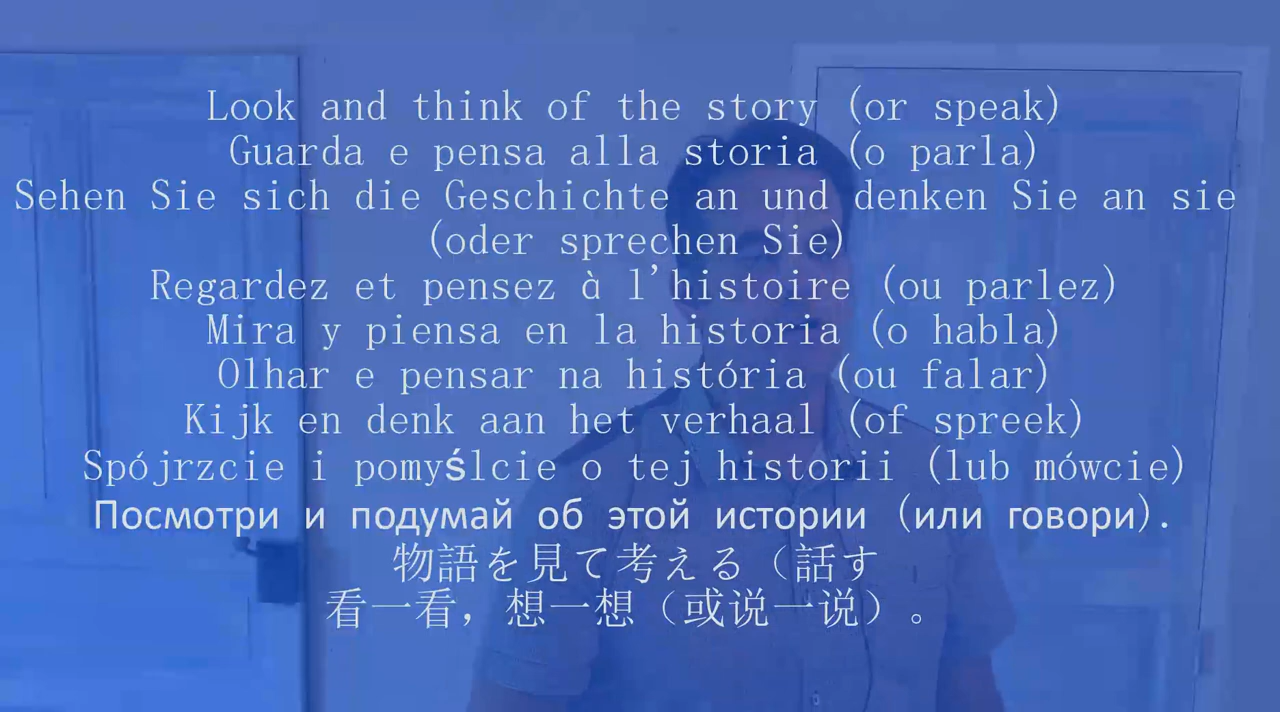 Look and think of the story (or speak)
Guarda e pensa alla storia (o parla)
Sehen Sie sich die Geschichte an und denken Sie an sie
(oder sprechen Sie)
Regardez et pensez à l'histoire (ou parlez)
Mira y piensa en la historia (o habla)
Olhar e pensar na história (ou falar)
Kijk en denk aan het verhaal (of spreek)
Spójrzcie i pomyślcie o tej historii (lub mówcie)
Посмотри и подумай об этой истории (или говори).
物語を見て考える（話す
看一看，想一想（或说一说）。